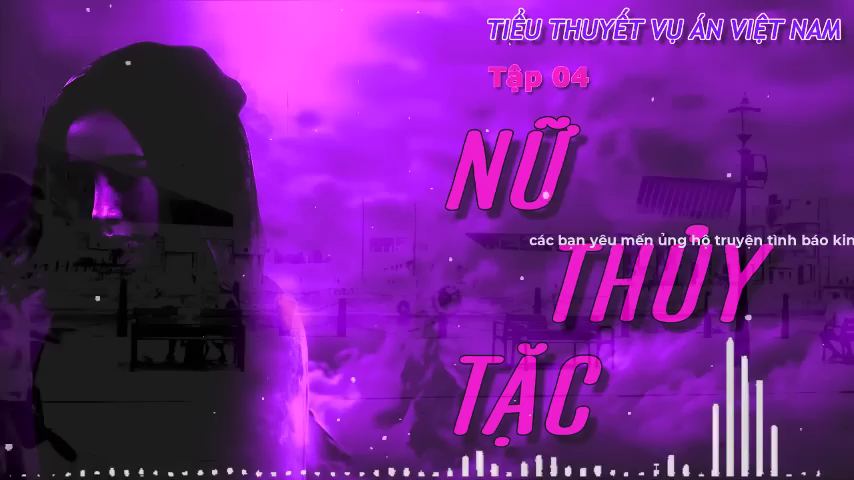 TIỂU THUYẾT VỤ ÁN VIỆT NAM
Tập 04
NỮ
các bạn yêu mến ủng hộ truyện tình báo
THỦY
TẶC